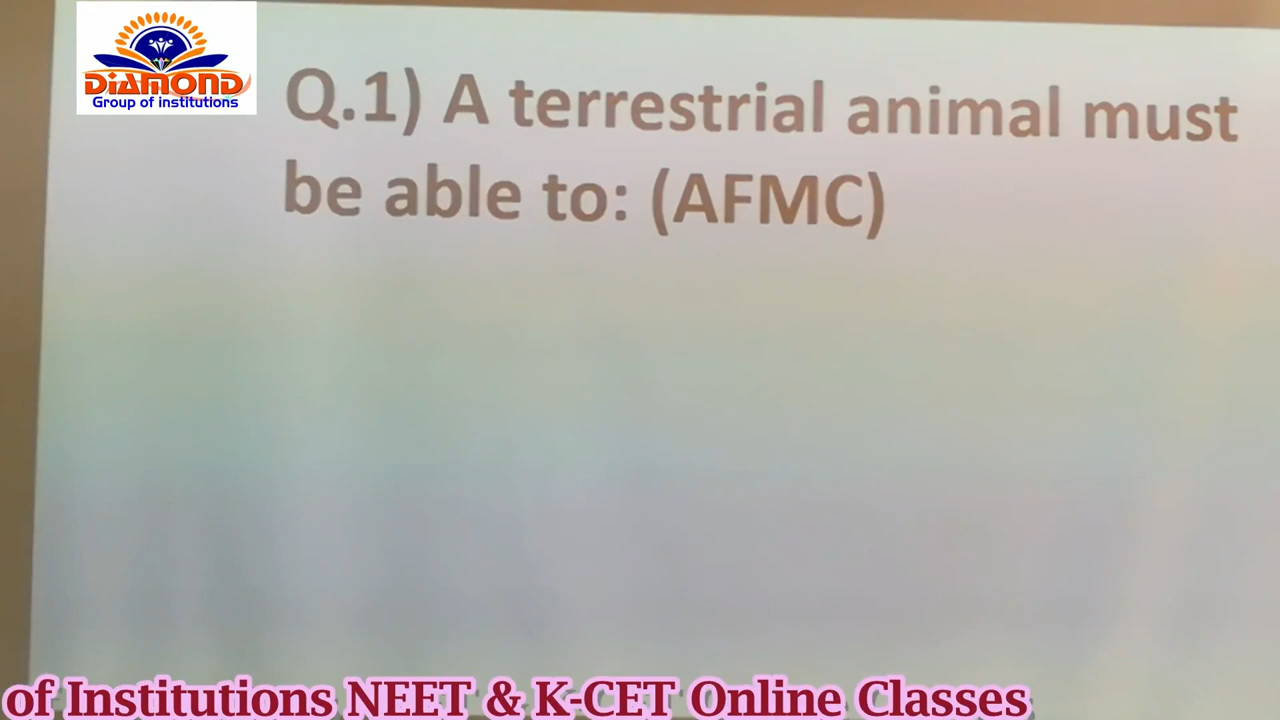 DIAMOND
Group of institutions
Q.1) A terrestrial animal must
be able to: (AFMC)
of Institutions NEET & K-CET Online Classes